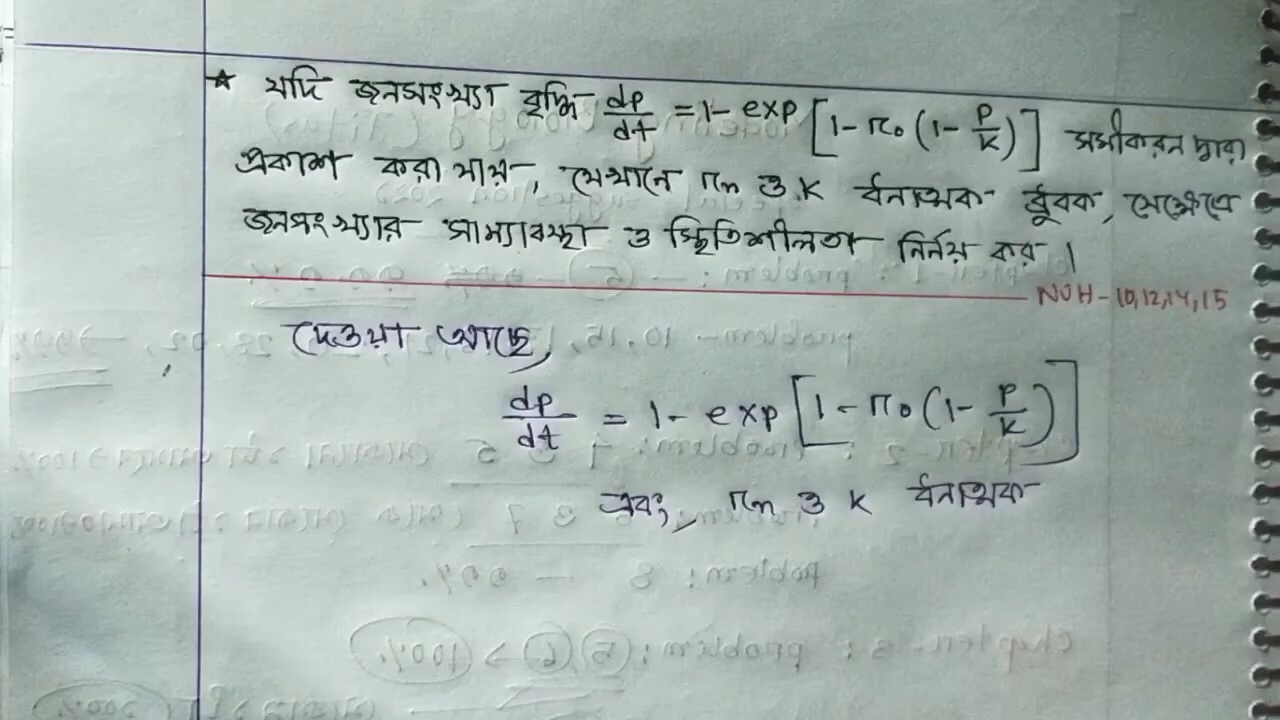 ★ যদি জনসংখ্যা বৃদ্ধি dp/dt = 1 - exp [1 - r₀ (1 - p/k)] সমীকরন দ্বারা
প্রকাশ করা যায়, যেখানে rₘ ও k ধনাত্মক ধ্রুবক, সেক্ষেত্রে
জনসংখ্যার সাম্যাবস্থা ও স্থিতিশীলতা নির্নয় কর।
NUH - 10,12,14,15
দেওয়া আছে,
dp/dt = 1 - exp [1 - r₀ (1 - p/k)]
এবং, rₘ ও k ধনাত্মক